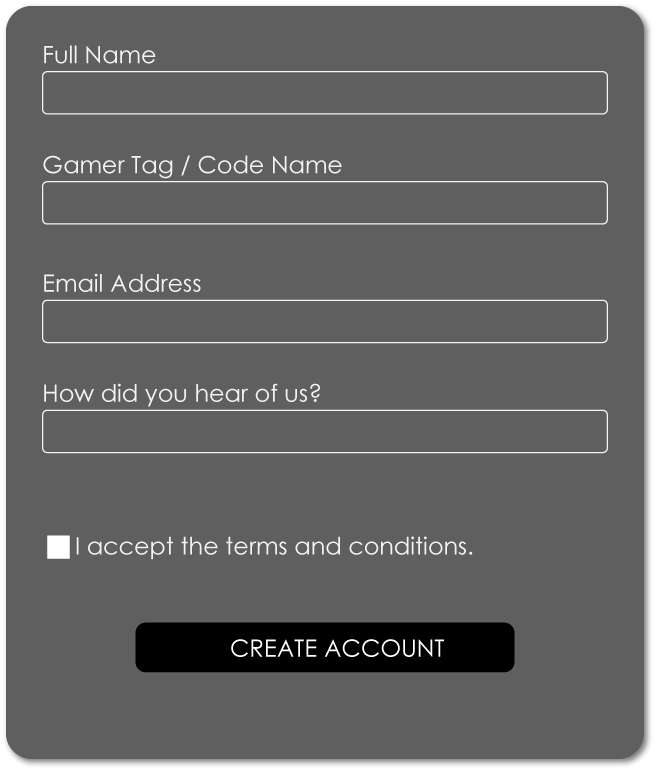 Full Name
Gamer Tag / Code Name
Email Address
How did you hear of us?
I accept the terms and conditions.
CREATE ACCOUNT